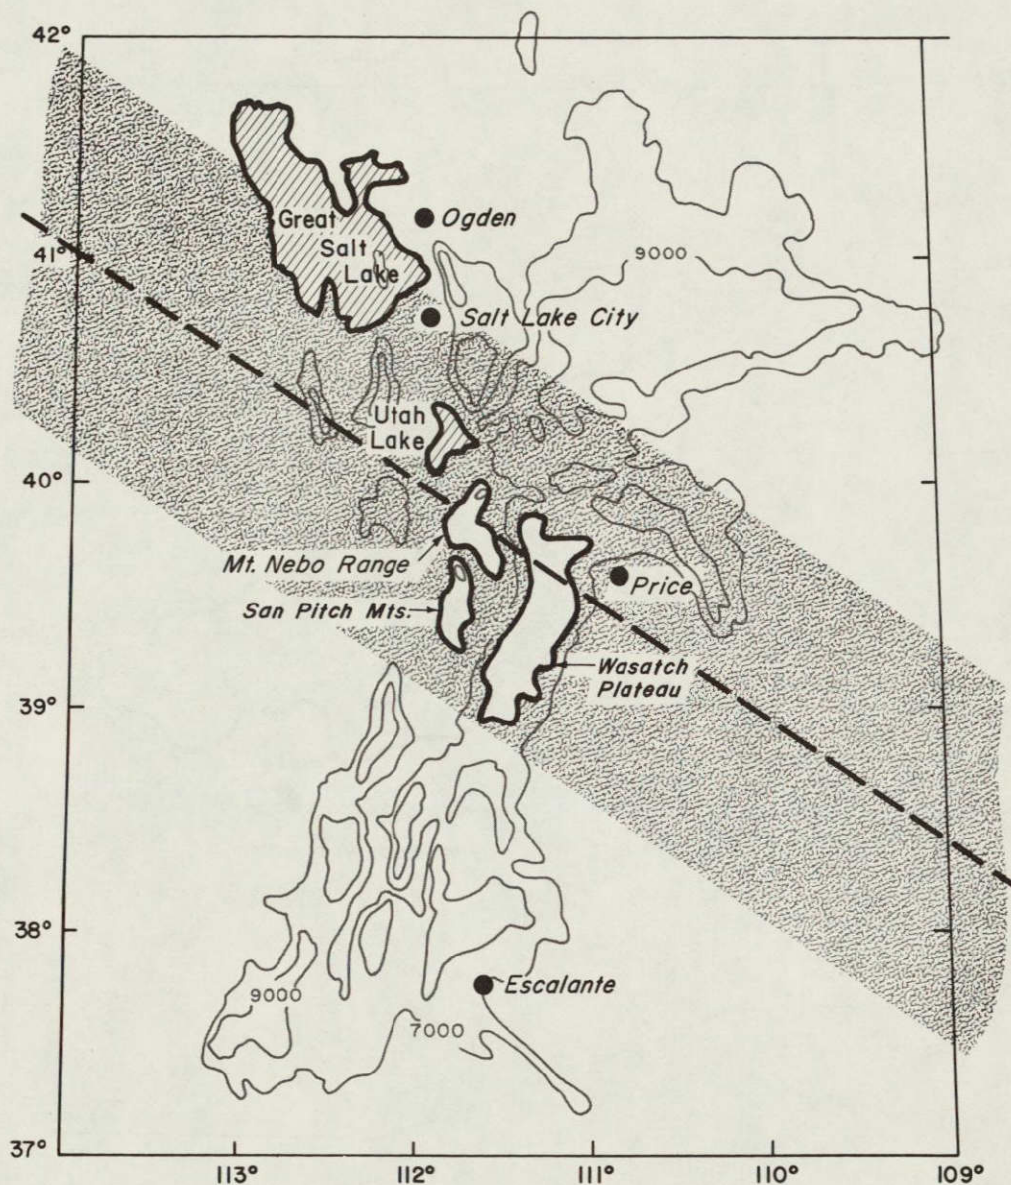 42°
Great
Salt
Lake
Ogden
41°
9000
Salt Lake City
Utah
Lake
40°
Mt. Nebo Range
San Pitch Mts.
Price
Wasatch
Plateau
39°
38°
9000
7000
Escalante
37°
113°
112°
111°
110°
109°